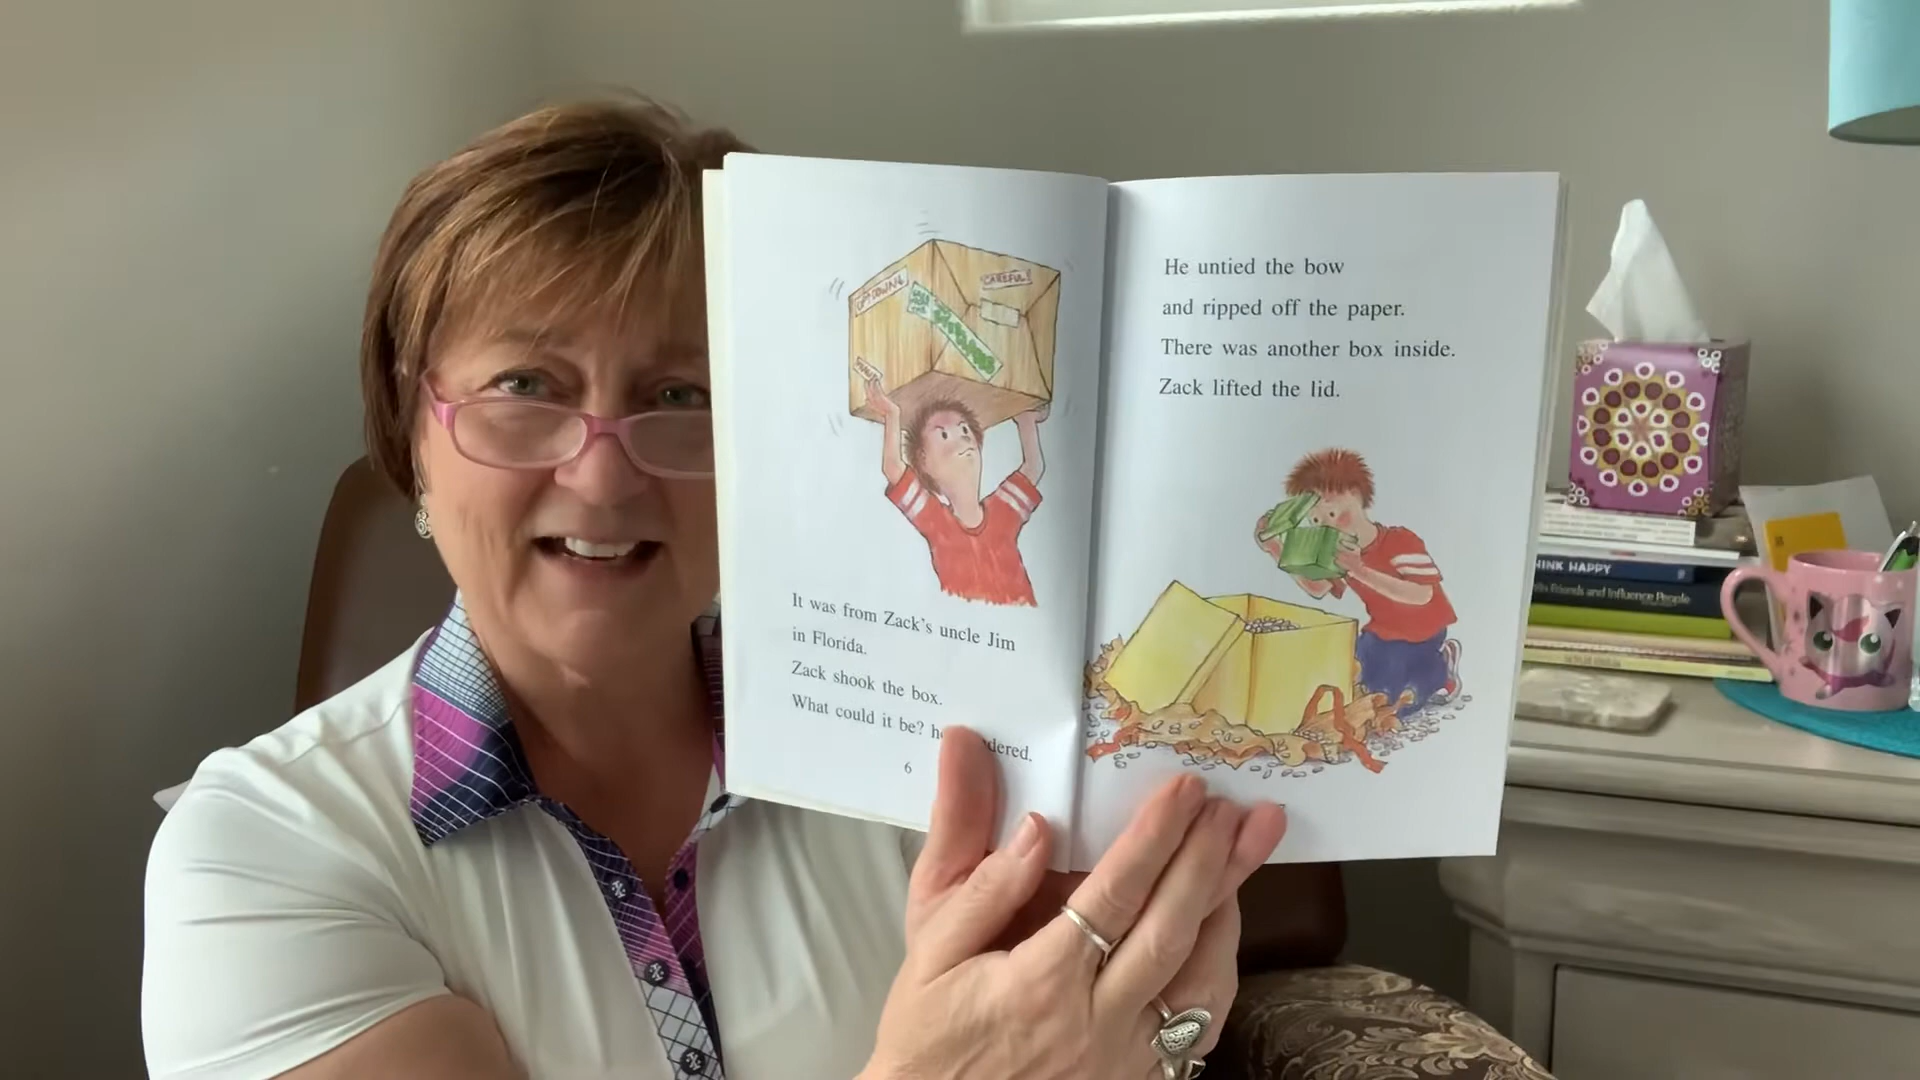 UP! DOWN!
CAREFUL!
It was from Zack's uncle Jim
in Florida.
Zack shook the box.
What could it be?
6
He untied the bow
and ripped off the paper.
There was another box inside.
Zack lifted the lid.
THINK HAPPY
Friends and Influence People